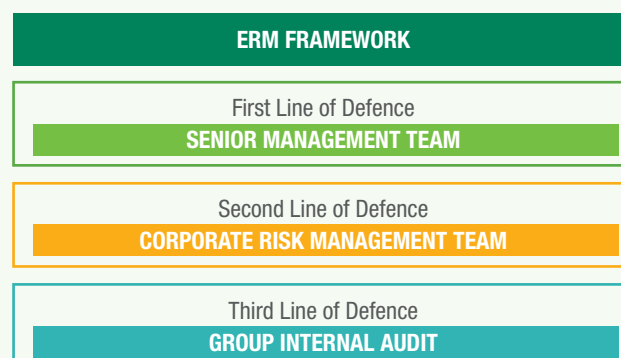 ERM FRAMEWORK
First Line of Defence
SENIOR MANAGEMENT TEAM
Second Line of Defence
CORPORATE RISK MANAGEMENT TEAM
Third Line of Defence
GROUP INTERNAL AUDIT